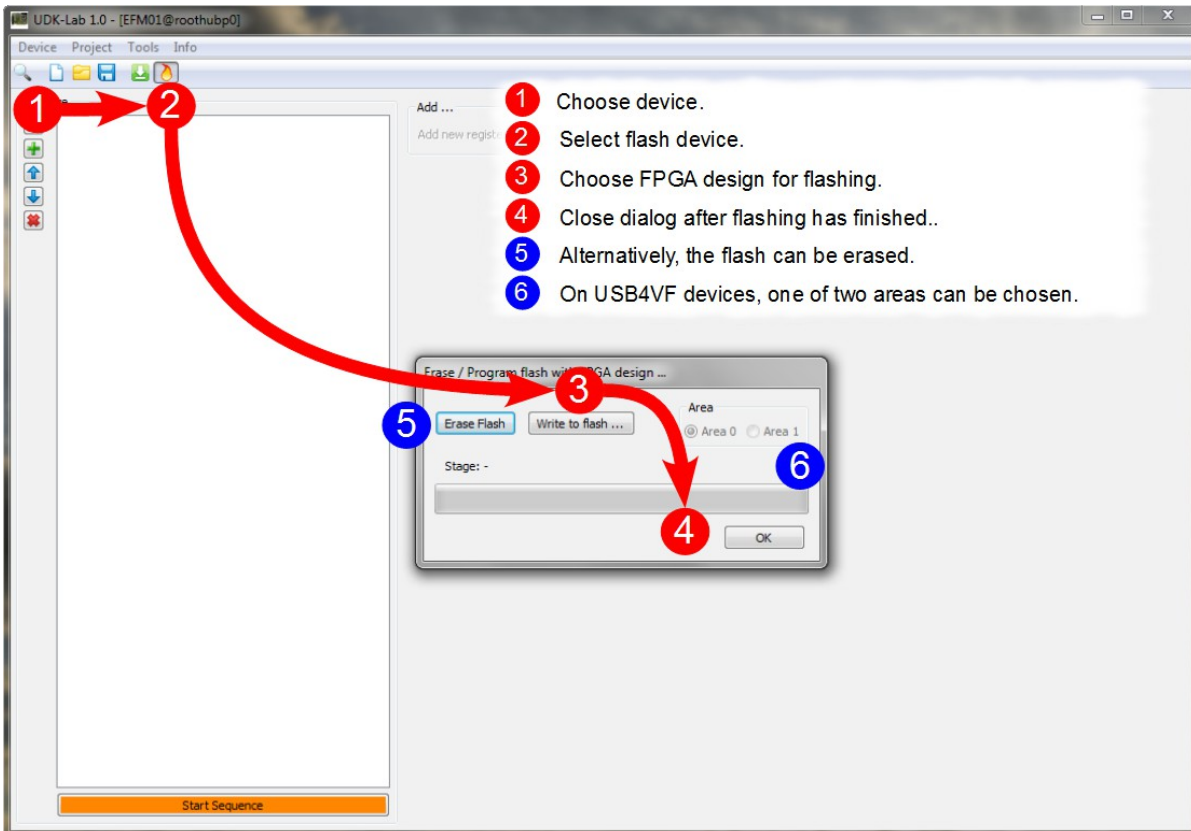 UDK-Lab 1.0 - [EFM01@roothubp0]
Device Project Tools Info
1
2
Add ...
Add new
1 Choose device.
2 Select flash device.
3 Choose FPGA design for flashing.
4 Close dialog after flashing has finished..
5 Alternatively, the flash can be erased.
6 On USB4VF devices, one of two areas can be chosen.
Erase / Program flash design ...
3
Area
5
Erase Flash Write to flash ...
Area 0 Area 1
Stage: -
6
4
OK
Start Sequence